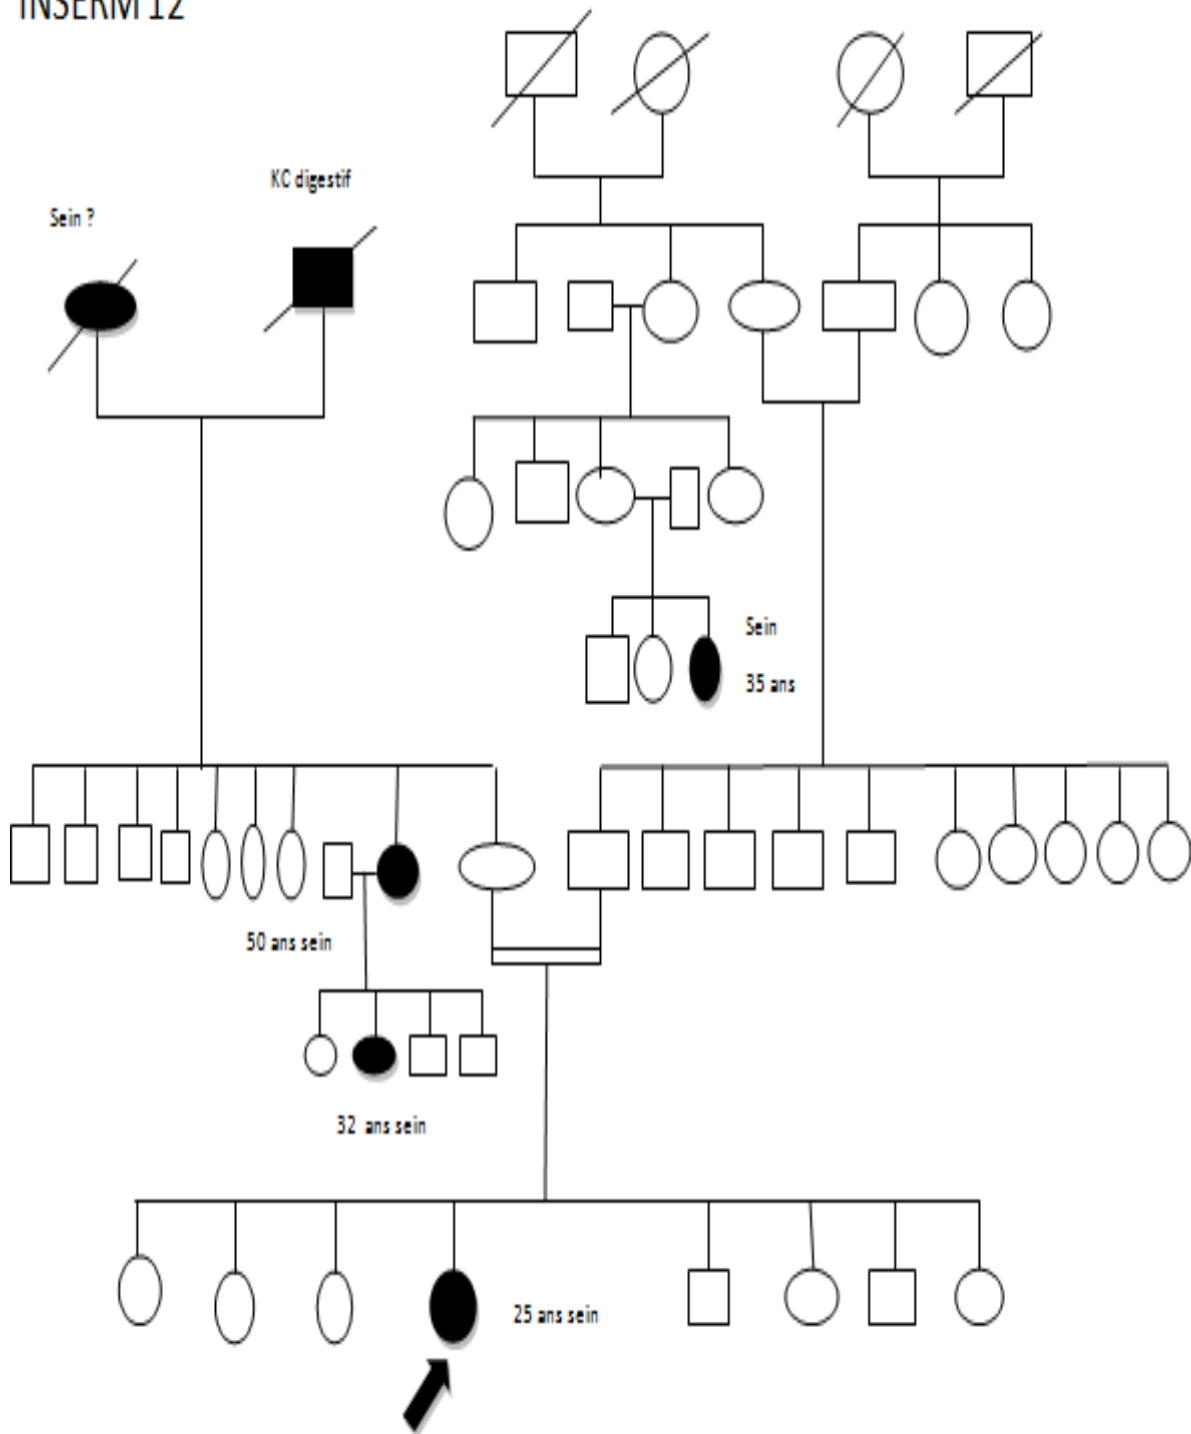 INSERM 12
KC digestif
Sein ?
Sein
35 ans
50 ans sein
32 ans sein
25 ans sein